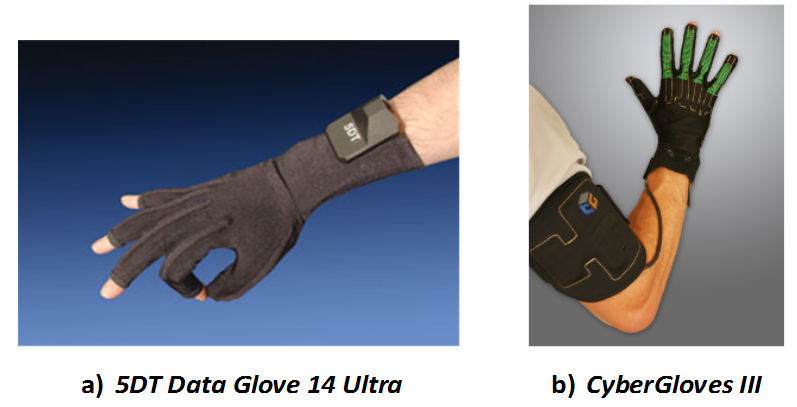 5DT
a) 5DT Data Glove 14 Ultra
b) CyberGloves III